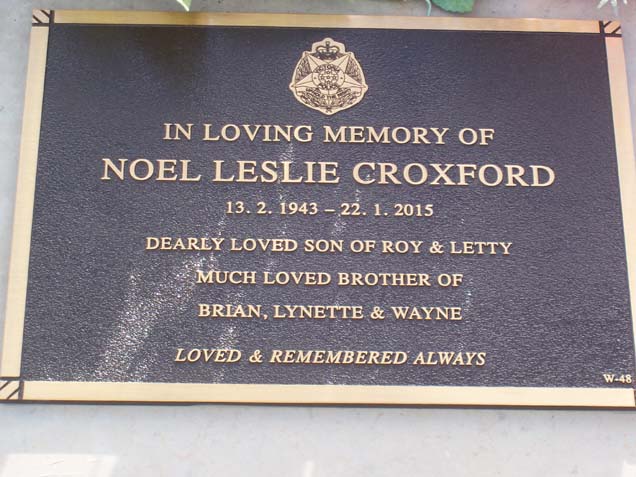 IN LOVING MEMORY OF
NOEL LESLIE CROXFORD
13. 2. 1943 – 22. 1. 2015
DEARLY LOVED SON OF ROY & LETTY
MUCH LOVED BROTHER OF
BRIAN, LYNETTE & WAYNE
LOVED & REMEMBERED ALWAYS
W-48